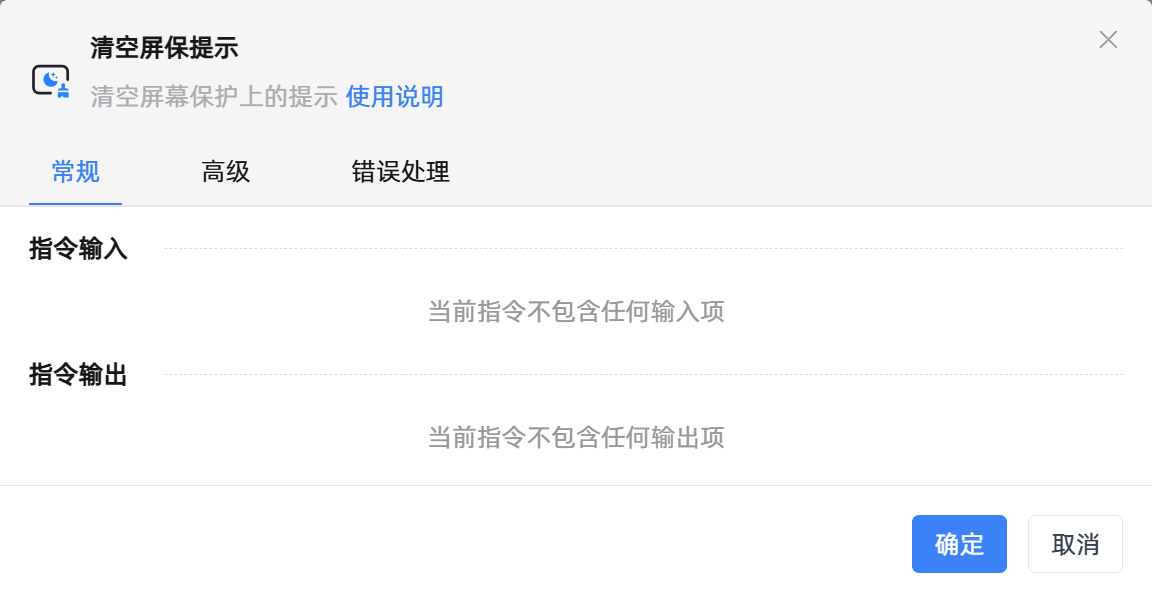 清空屏保提示
清空屏幕保护上的提示 使用说明
常规 高级 错误处理
指令输入
当前指令不包含任何输入项
指令输出
当前指令不包含任何输出项
确定 取消